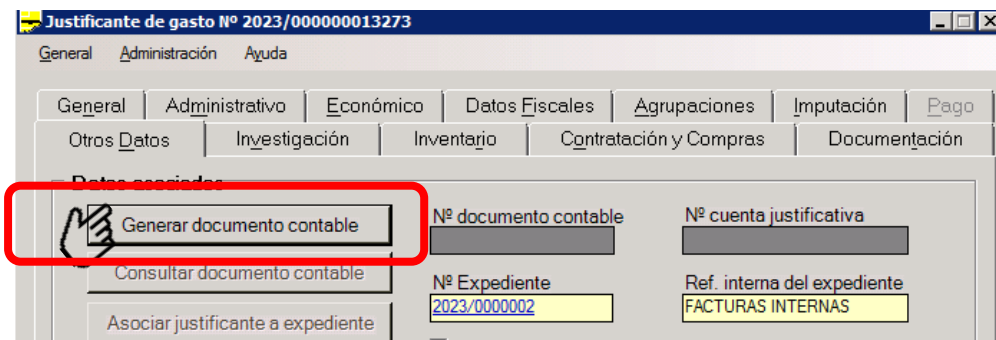 Justificante de gasto Nº 2023/000000013273
General Administración Ayuda
General Administrativo Económico Datos Fiscales Agrupaciones Imputación Pago
Otros Datos Investigación Inventario Contratación y Compras Documentación
Datos asociados
Generar documento contable Nº documento contable Nº cuenta justificativa
Consultar documento contable Nº Expediente Ref. interna del expediente
2023/0000002 FACTURAS INTERNAS
Asociar justificante a expediente